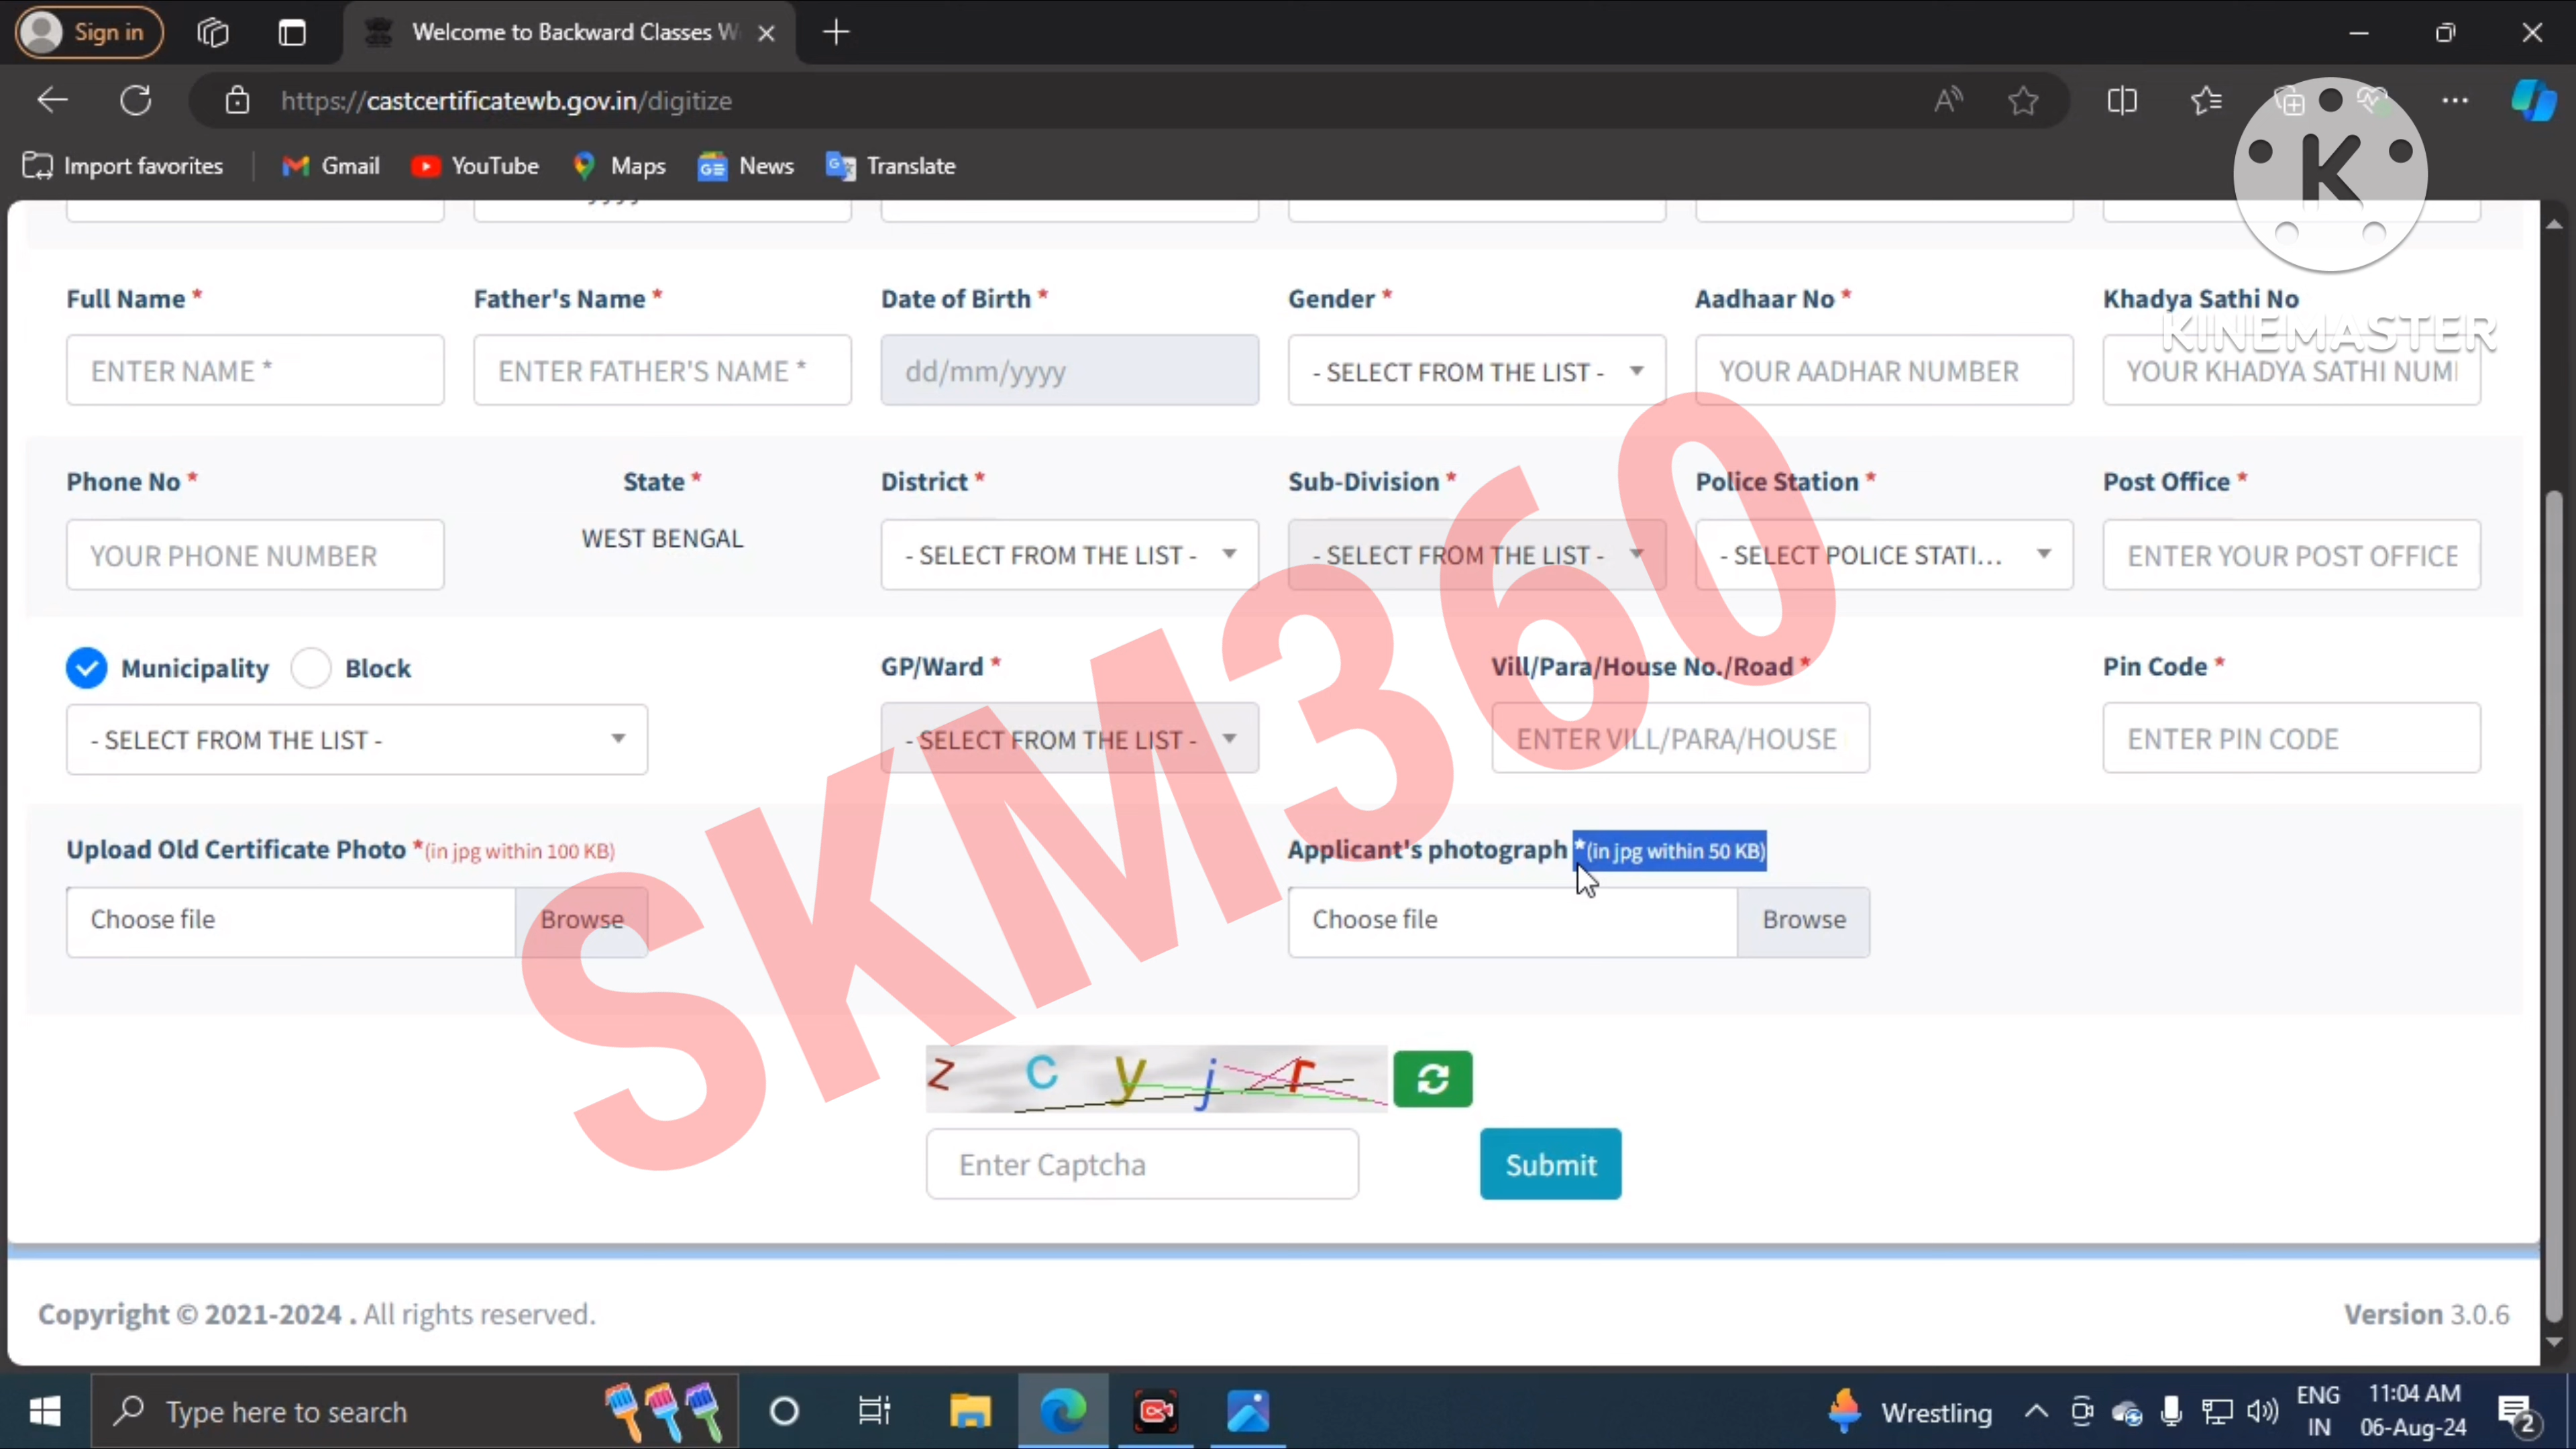 Sign in
Welcome to Backward Classes W
https://castcertificatewb.gov.in/digitize
Import favorites Gmail YouTube Maps News Translate
K
KINEMASTER
Full Name * Father's Name * Date of Birth * Gender * Aadhaar No * Khadya Sathi No
ENTER NAME * ENTER FATHER'S NAME * dd/mm/yyyy - SELECT FROM THE LIST - YOUR AADHAR NUMBER YOUR KHADYA SATHI NUM
Phone No * State * District * Sub-Division * Police Station * Post Office *
YOUR PHONE NUMBER WEST BENGAL - SELECT FROM THE LIST - - SELECT FROM THE LIST - - SELECT POLICE STATI... ENTER YOUR POST OFFICE
Municipality Block GP/Ward * Vill/Para/House No./Road * Pin Code *
- SELECT FROM THE LIST - - SELECT FROM THE LIST - ENTER VILL/PARA/HOUSE ENTER PIN CODE
Upload Old Certificate Photo *(in jpg within 100 KB) Applicant's photograph *(in jpg within 50 KB)
Choose file Browse Choose file Browse
SKM360
z c y j r
Enter Captcha Submit
Copyright © 2021-2024 . All rights reserved. Version 3.0.6
Type here to search Wrestling ENG 11:04 AM
IN 06-Aug-24 2